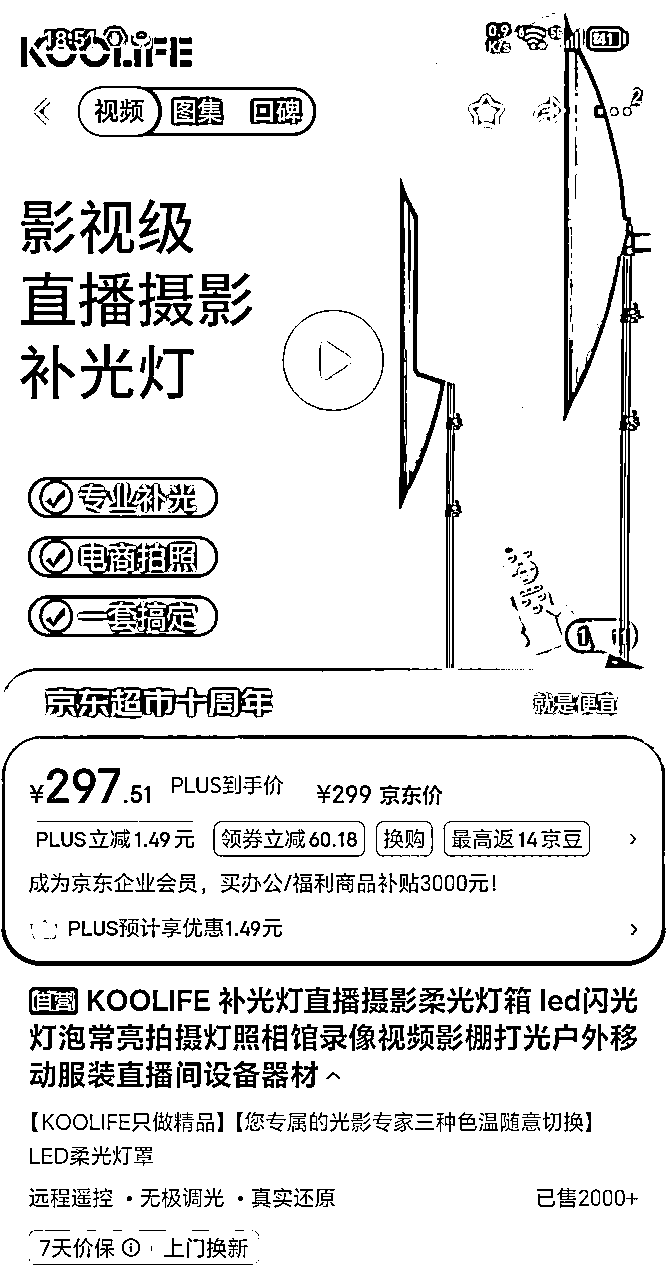 KOOLIFE
18:51
0.9 K/s
41
视频 图集 口碑
2
影视级
直播摄影
补光灯
专业补光
电商拍照
一套搞定
京东超市十周年 就是便宜
¥297.51 PLUS到手价 ¥299 京东价
PLUS立减1.49元 领券立减60.18 换购 最高返14京豆 ›
成为京东企业会员，买办公/福利商品补贴3000元!
PLUS预计享优惠1.49元 ›
自营 KOOLIFE 补光灯直播摄影柔光灯箱 led闪光
灯泡常亮拍摄灯照相馆录像视频影棚打光户外移
动服装直播间设备器材
【KOOLIFE只做精品】【您专属的光影专家三种色温随意切换】
LED柔光灯罩
远程遥控 · 无极调光 · 真实还原 已售2000+
7天价保 上门换新